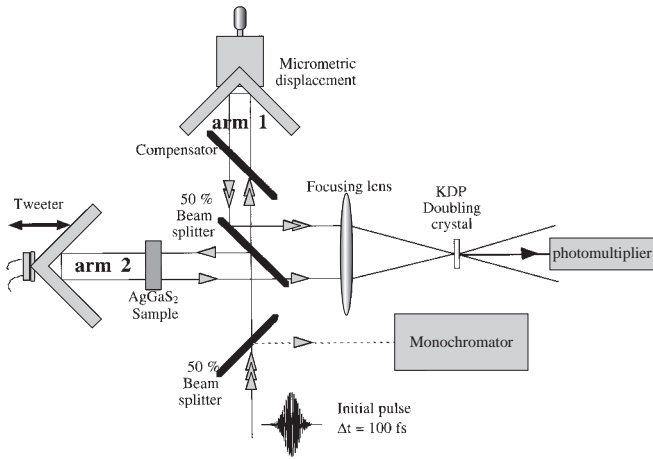 Micrometric
displacement
arm 1
Compensator
Focusing lens
KDP
Doubling
crystal
50 %
Beam
splitter
Tweeter
photomultiplier
arm 2
AgGaS2
Sample
Monochromator
50 %
Beam
splitter
Initial pulse
Δt = 100 fs